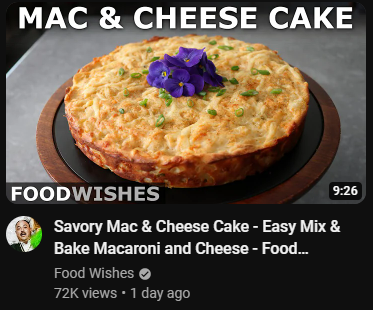 MAC & CHEESE CAKE
FOODWISHES
9:26
Savory Mac & Cheese Cake - Easy Mix &
Bake Macaroni and Cheese - Food...
Food Wishes
72K views • 1 day ago